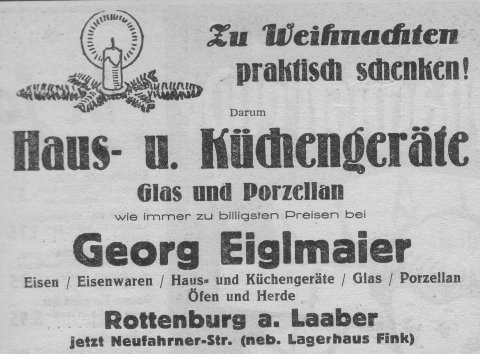 Zu Weihnachten
praktisch schenken!
Darum
Haus- u. Küchengeräte
Glas und Porzellan
wie immer zu billigsten Preisen bei
Georg Eiglmaier
Eisen / Eisenwaren / Haus- und Küchengeräte / Glas / Porzellan
Öfen und Herde
Rottenburg a. Laaber
jetzt Neufahrner-Str. (neb. Lagerhaus Fink)